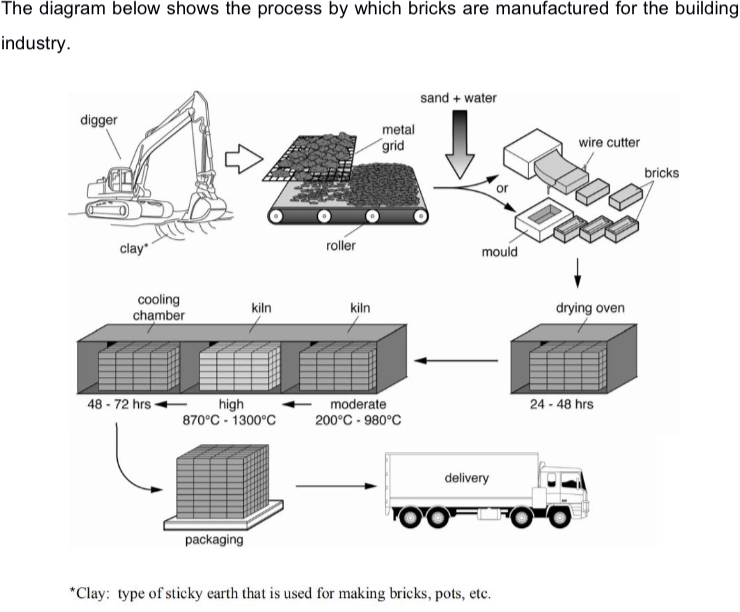 The diagram below shows the process by which bricks are manufactured for the building
industry.
sand + water
digger
metal
grid
wire cutter
bricks
or
clay*
roller
mould
cooling
chamber
kiln
kiln
drying oven
48 - 72 hrs
high
870°C - 1300°C
moderate
200°C - 980°C
24 - 48 hrs
delivery
packaging
*Clay: type of sticky earth that is used for making bricks, pots, etc.